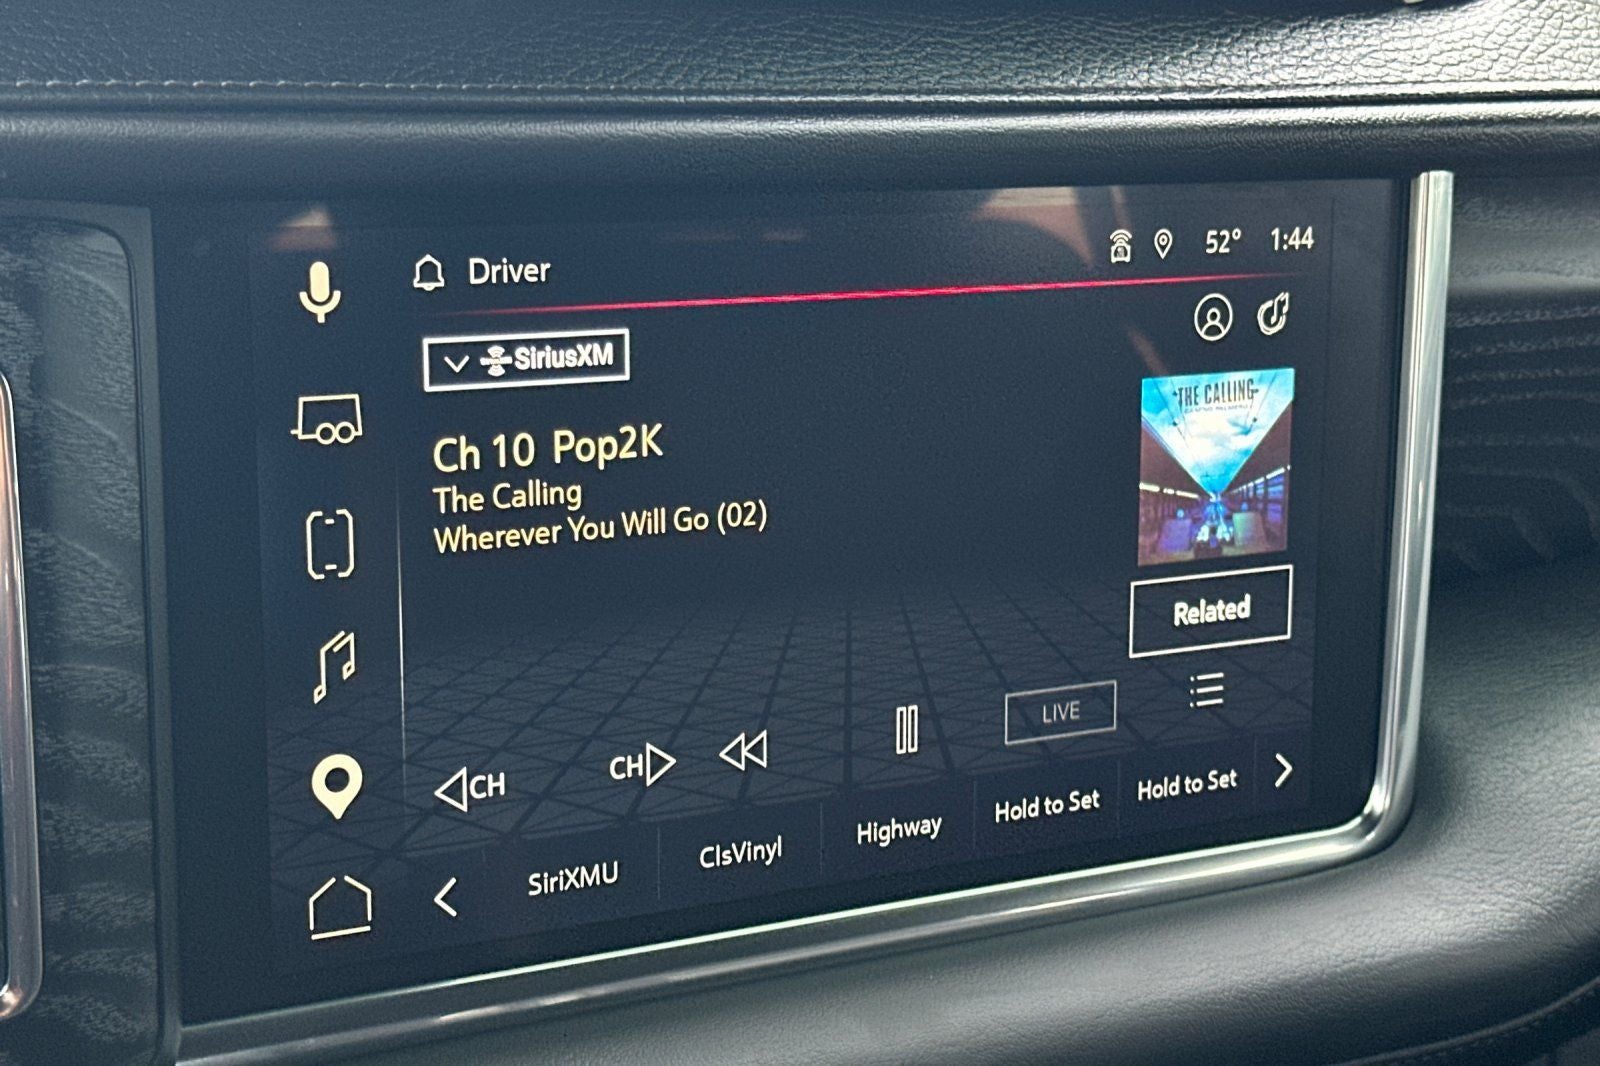 Driver
52° 1:44
SiriusXM
THE CALLING
Ch 10 Pop2K
The Calling
Wherever You Will Go (02)
Related
LIVE
CH
CH
SiriXMU
ClsVinyl
Highway
Hold to Set
Hold to Set